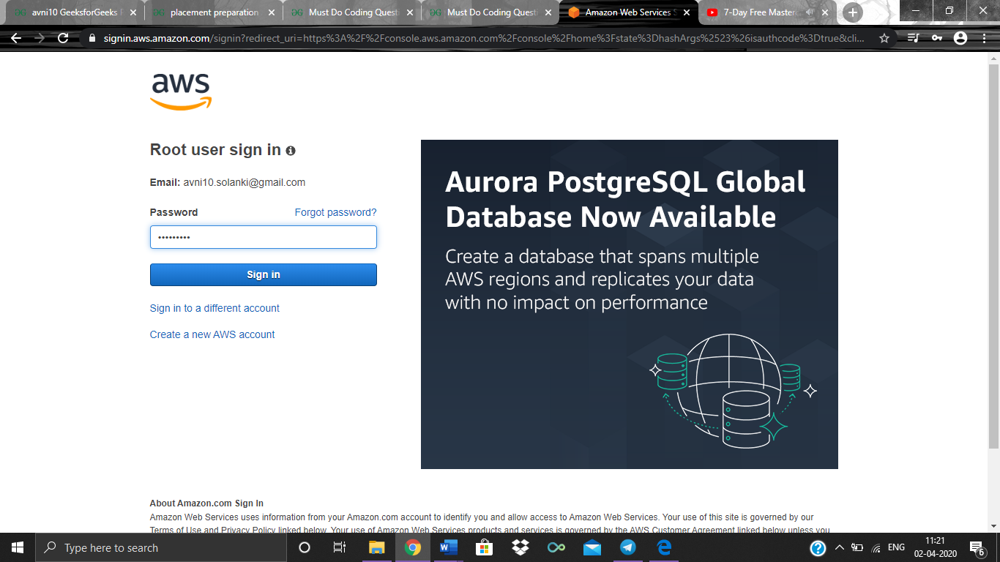 avni10 GeeksforGeeks
placement preparation
Must Do Coding Questi
Must Do Coding Questi
Amazon Web Services S
7-Day Free Masterc
signin.aws.amazon.com/signin?redirect_uri=https%3A%2F%2Fconsole.aws.amazon.com%2Fconsole%2Fhome%3Fstate%3DhashArgs%2523%26isauthcode%3Dtrue&cli...
aws
Root user sign in
Email: avni10.solanki@gmail.com
Password
Forgot password?
•••••••••
Sign in
Sign in to a different account
Create a new AWS account
Aurora PostgreSQL Global
Database Now Available
Create a database that spans multiple
AWS regions and replicates your data
with no impact on performance
About Amazon.com Sign In
Amazon Web Services uses information from your Amazon.com account to identify you and allow access to Amazon Web Services. Your use of this site is governed by our
Terms of Use and Privacy Policy linked below. Your use of Amazon Web Services products and services is governed by the AWS Customer Agreement linked below unless you
Type here to search
ENG
11:21
02-04-2020
6